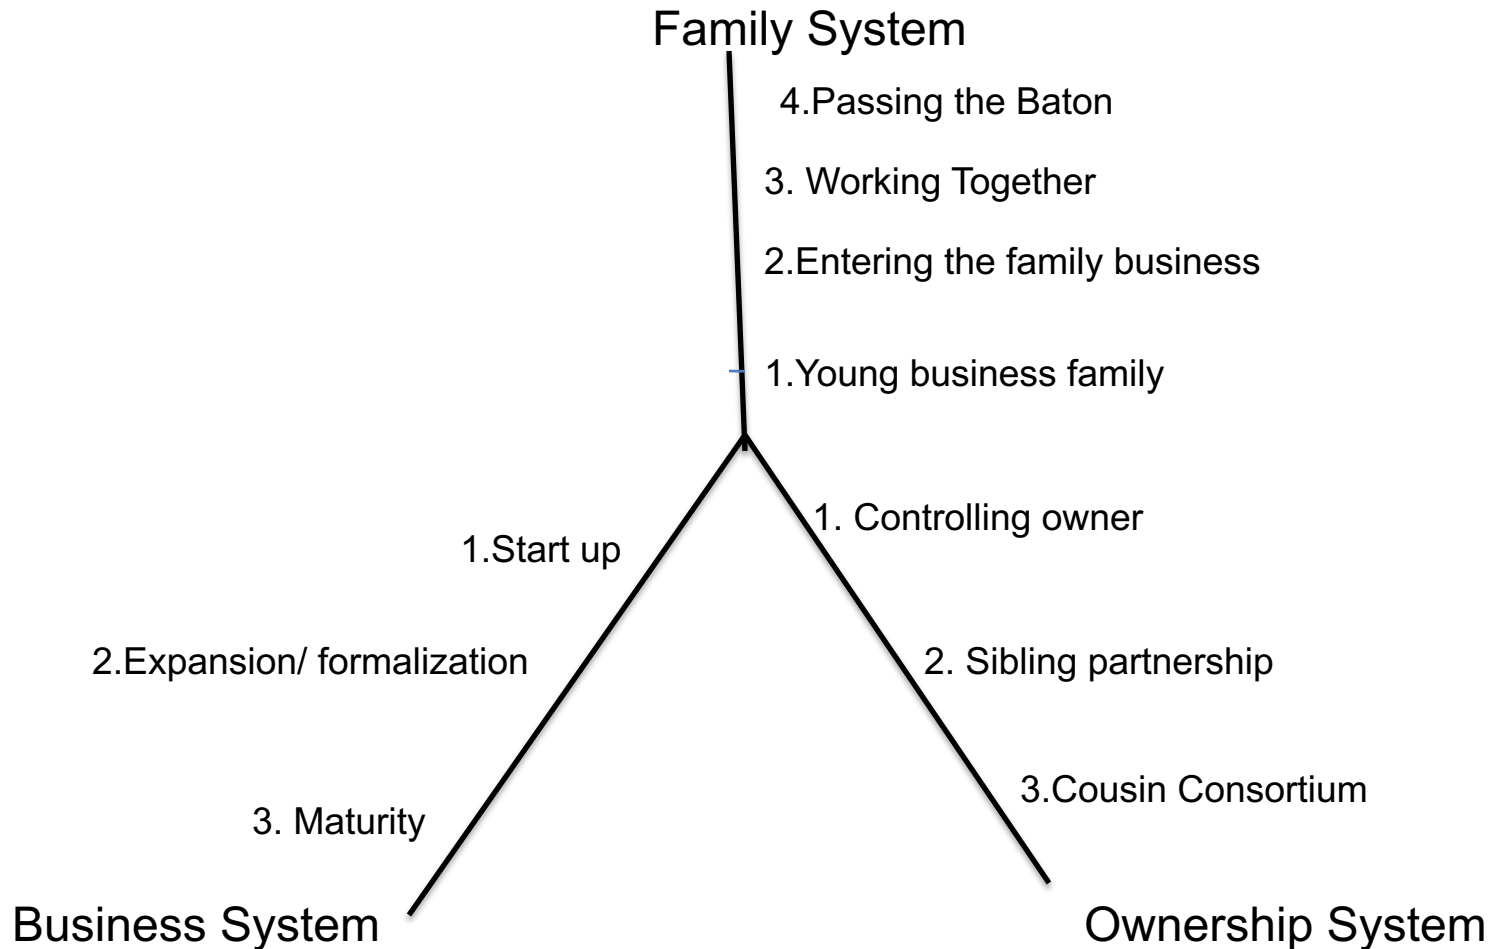 Family System
4.Passing the Baton
3. Working Together
2.Entering the family business
1.Young business family
1. Controlling owner
1.Start up
2.Expansion/ formalization
2. Sibling partnership
3.Cousin Consortium
3. Maturity
Business System
Ownership System